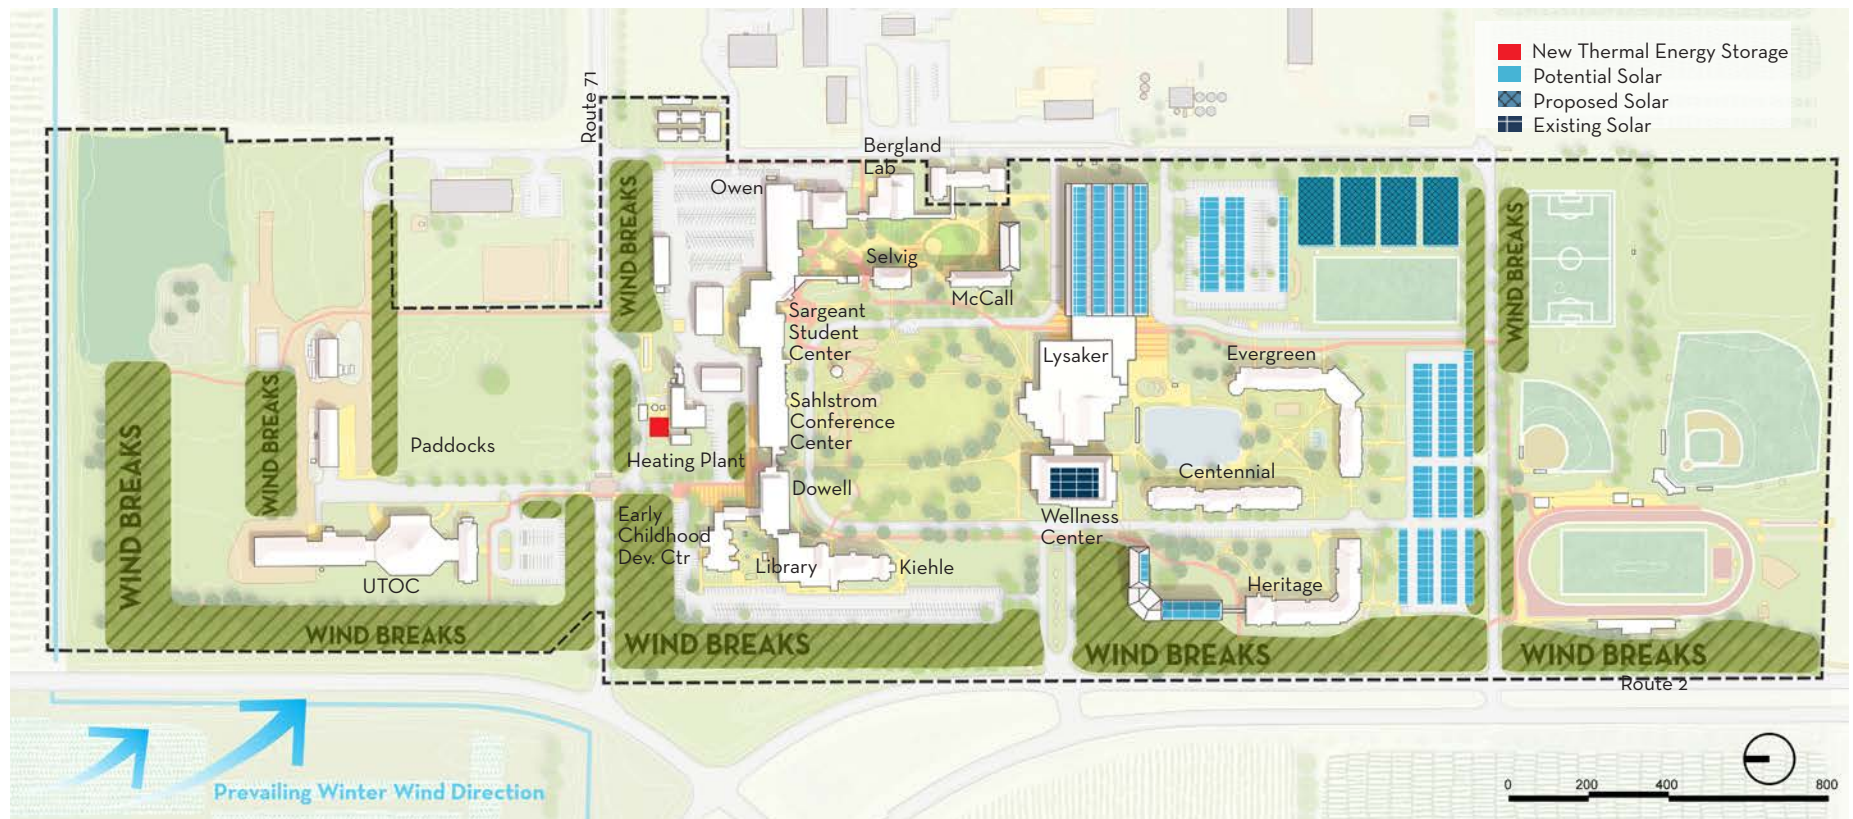 New Thermal Energy Storage
Potential Solar
Proposed Solar
Existing Solar
Route 71
Bergland
Lab
Owen
WIND BREAKS
WIND BREAKS
Selvig
McCall
Sargeant
Student
Center
Lysaker
Evergreen
WIND BREAKS
WIND BREAKS
Sahlstrom
Conference
Center
Paddocks
Heating Plant
Centennial
Dowell
Early
Childhood
Dev. Ctr
Wellness
Center
Library
Kiehle
UTOC
Heritage
WIND BREAKS
WIND BREAKS
WIND BREAKS
WIND BREAKS
Route 2
Prevailing Winter Wind Direction
0 200 400 800